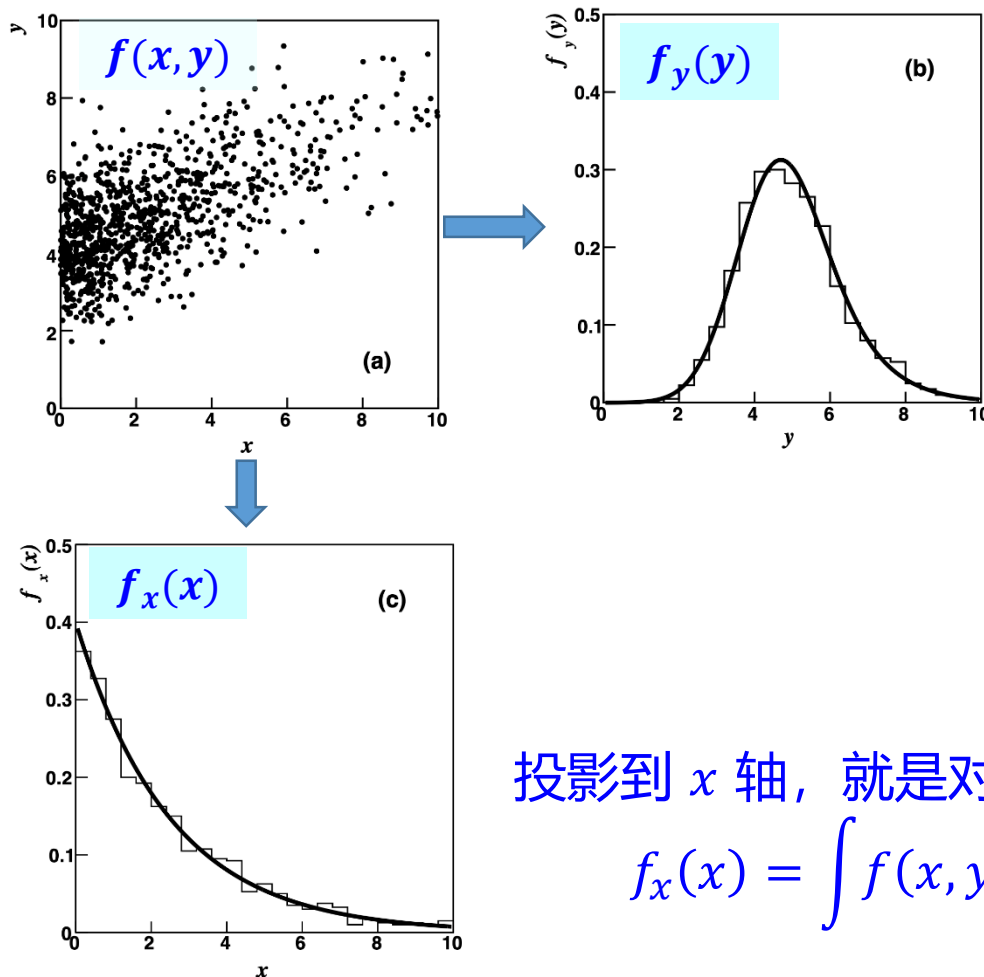 f(x, y)
y
10
8
6
4
2
0
0 2 4 6 8 10
x
(a)
f_y(y)
f_y(y)
(b)
0.5
0.4
0.3
0.2
0.1
0
0 2 4 6 8 10
y
f_x(x)
f_x(x)
(c)
0.5
0.4
0.3
0.2
0.1
0
0 2 4 6 8 10
x
投影到 x 轴，就是对
f_x(x) = ∫ f(x, y